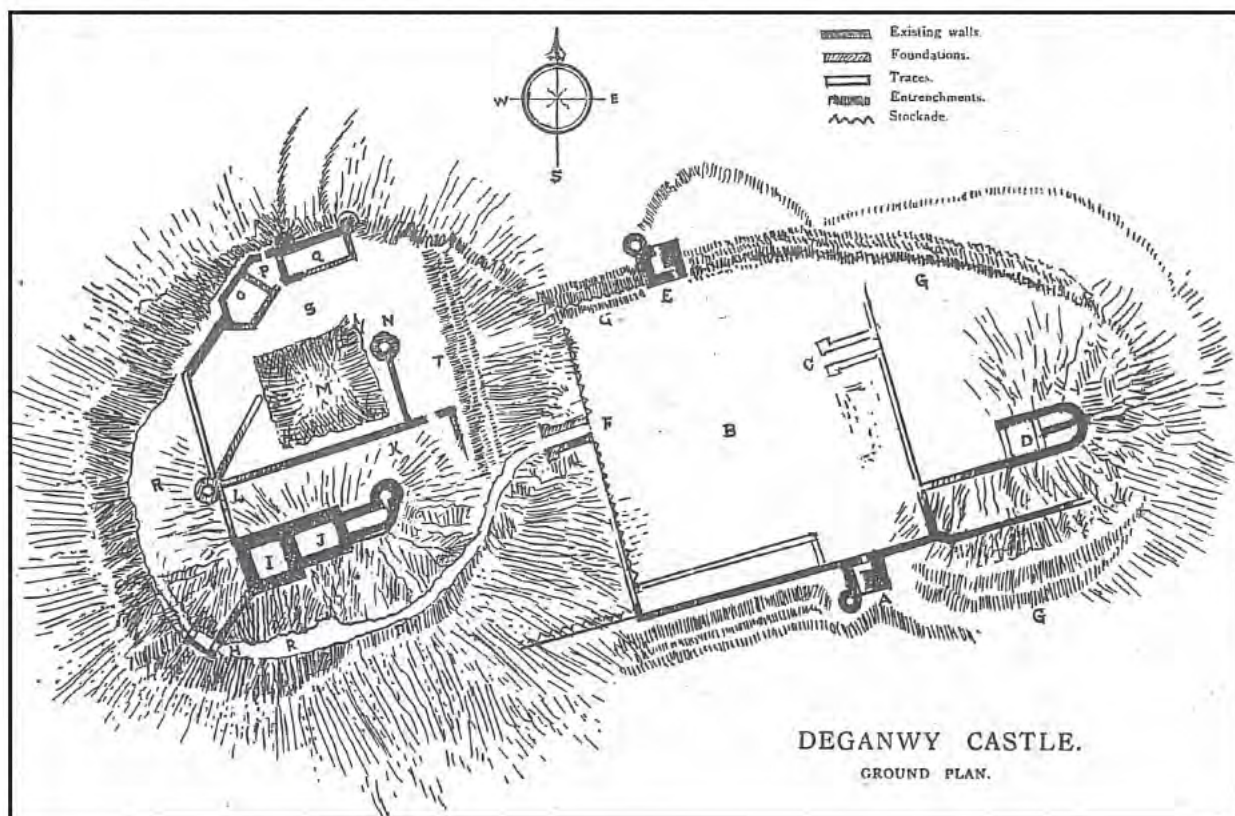 Existing walls.
Foundations.
Traces.
Entrenchments.
Stockade.
N
W E
S
P Q
O
S
N
M
T
K
R
L
I J
H R
E
G G
C
F
B
D
A
G
DEGANWY CASTLE.
GROUND PLAN.